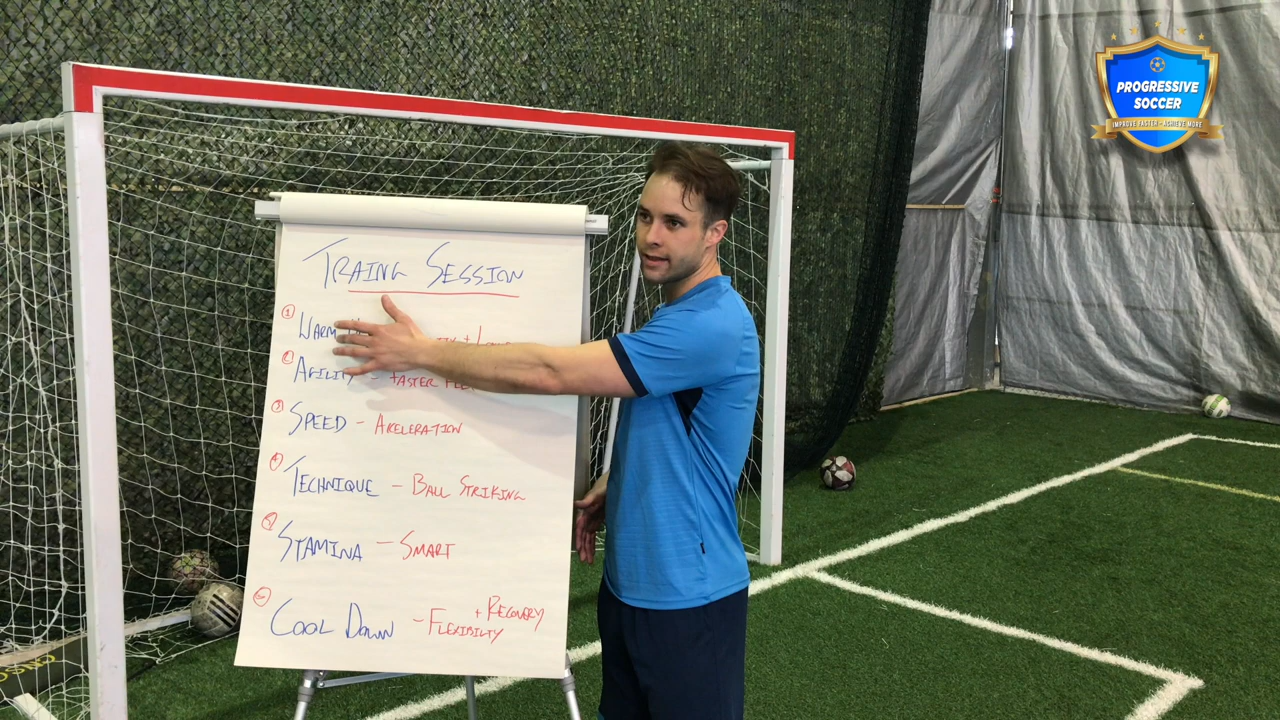 PROGRESSIVE
SOCCER
IMPROVE FASTER - ACHIEVE MORE
TRAING SESSION
1 WARM
2 AGILITY - FASTER
3 SPEED - AKELERATION
4 TECHNIQUE - BALL STRIKING
5 STAMINA - SMART
6 COOL DOWN - FLEXIBILTY + RECOVERY